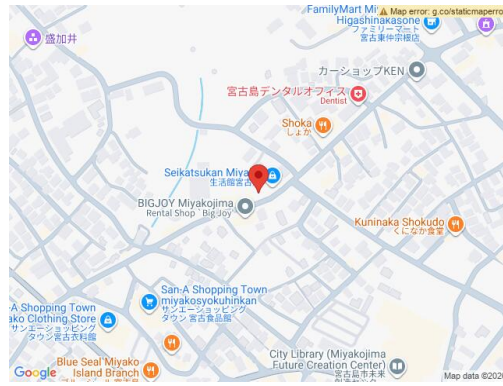 Map error: g.co/staticmaperro
FamilyMart Mi
Higashinakasone
ファミリーマート
宮古東仲宗根店
盛加井
カーショップKEN
宮古島デンタルオフィス
Dentist
Shoka
しょか
Seikatsukan Miya
生活館宮古
BIGJOY Miyakojima
Rental Shop `Big Joy`
Kuninaka Shokudo
くになか食堂
San-A Shopping Town
miyakosyokuhinkan
サンエーショッピング
タウン 宮古食品館
-A Shopping Town
ako Clothing Store
サンエーショッピング
タウン宮古衣料館
Blue Seal Miyako
Island Branch
City Library (Miyakojima
Future Creation Center)
宮古島市未来
Google
Map data ©202